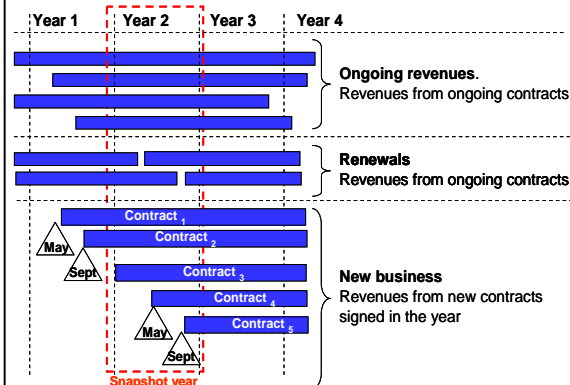 Year 1 Year 2 Year 3 Year 4
Ongoing revenues.
Revenues from ongoing contracts
Renewals
Revenues from ongoing contracts
Contract 1
Contract 2
May
Sept
Contract 3
Contract 4
Contract 5
May
Sept
New business
Revenues from new contracts
signed in the year
Snapshot year